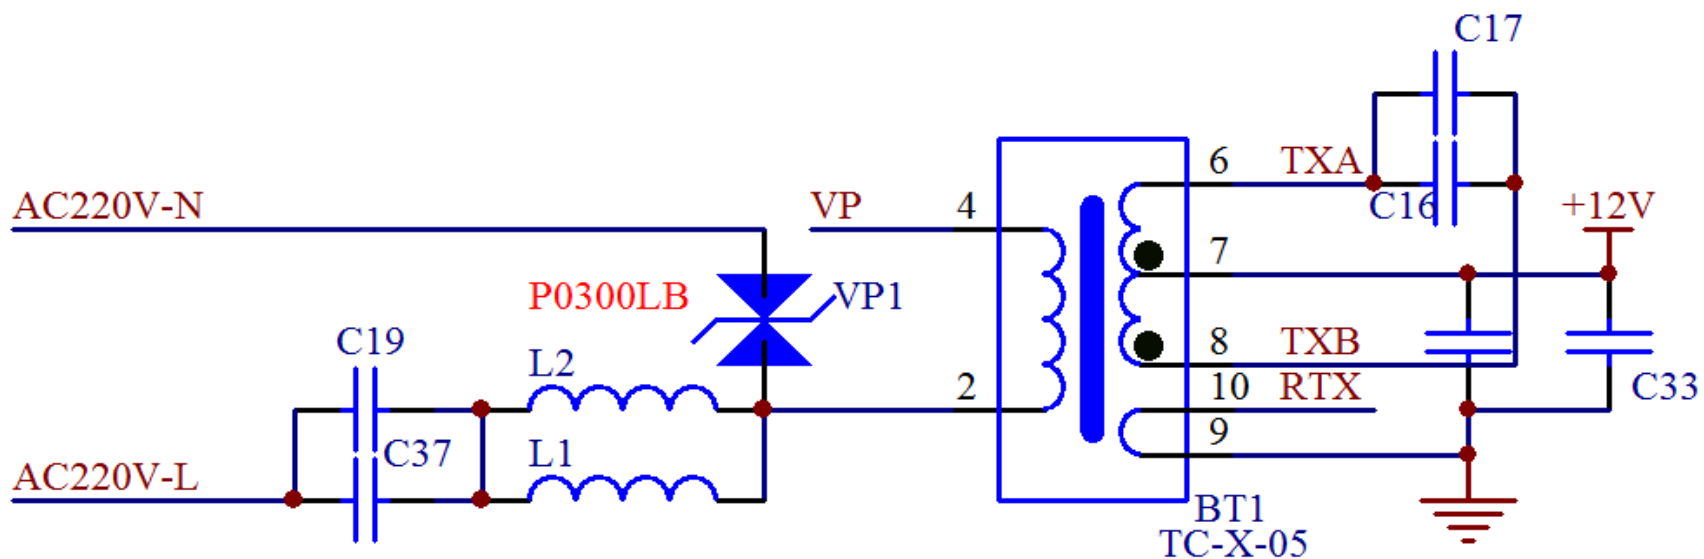 C17
6
TXA
AC220V-N
VP
4
C16
+12V
7
P0300LB
VP1
C19
L2
2
8
TXB
10
RTX
C33
C37
L1
9
AC220V-L
BT1
TC-X-05